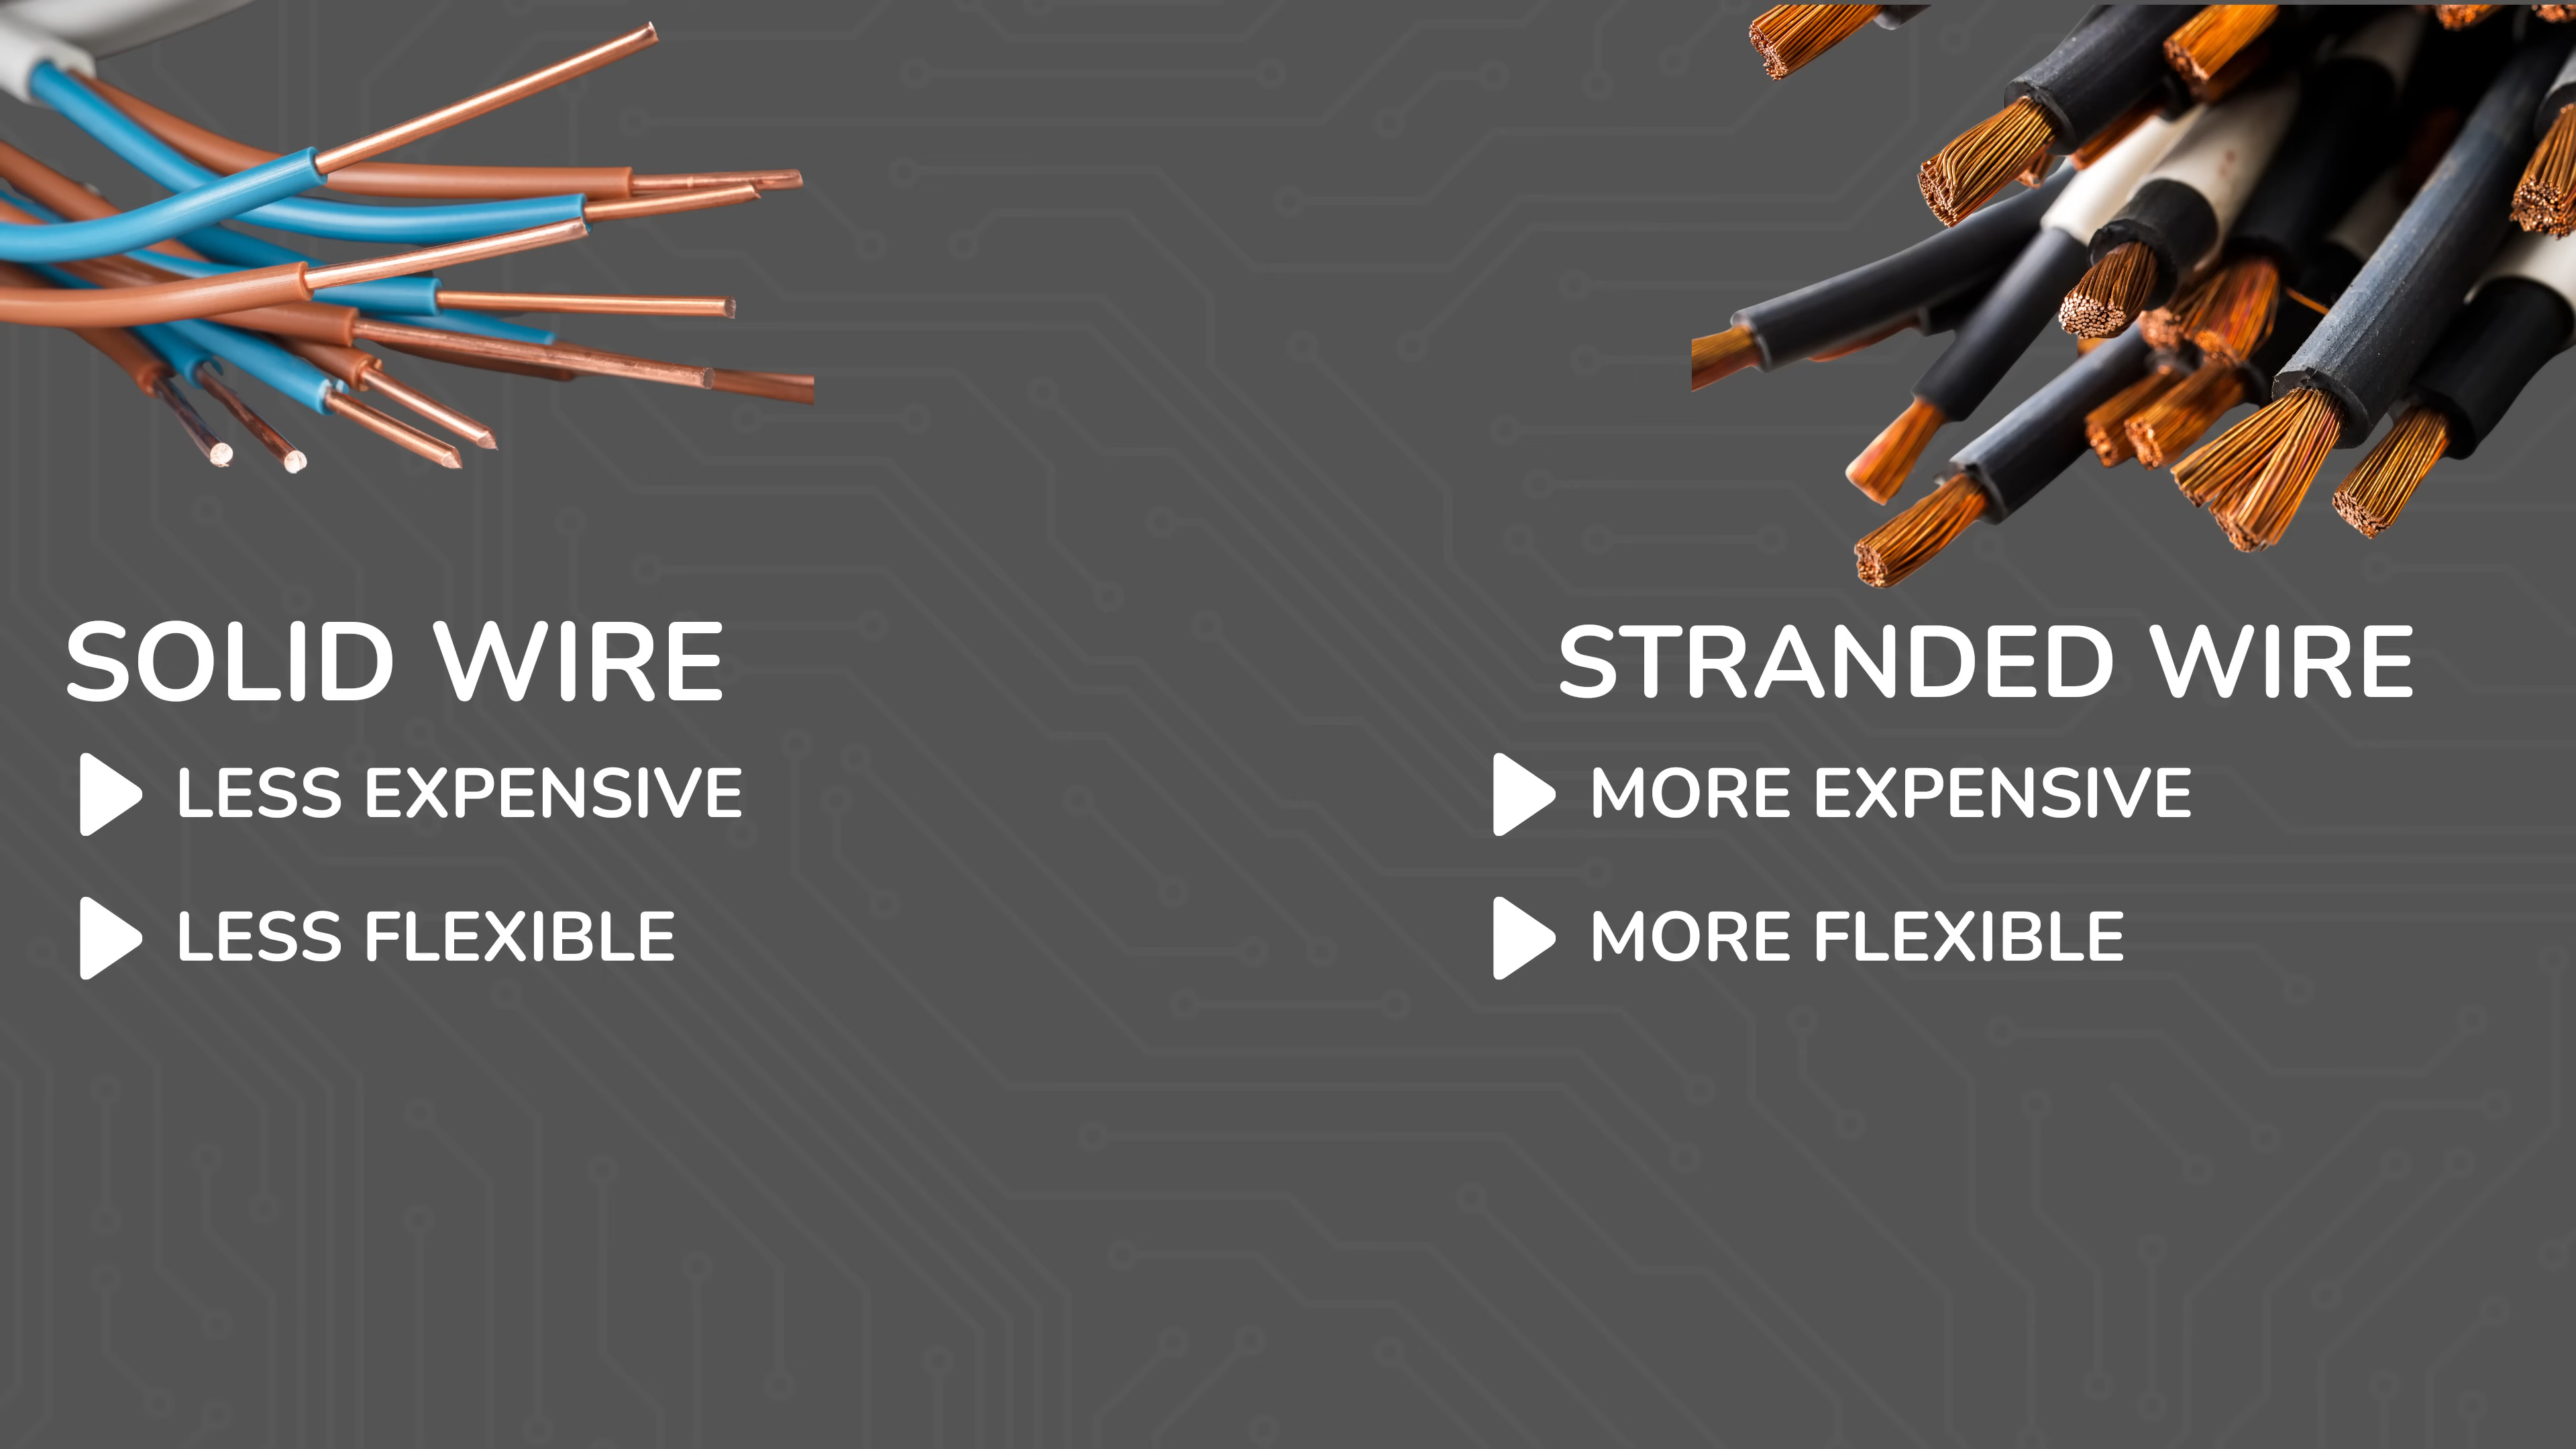 SOLID WIRE
LESS EXPENSIVE
LESS FLEXIBLE
STRANDED WIRE
MORE EXPENSIVE
MORE FLEXIBLE